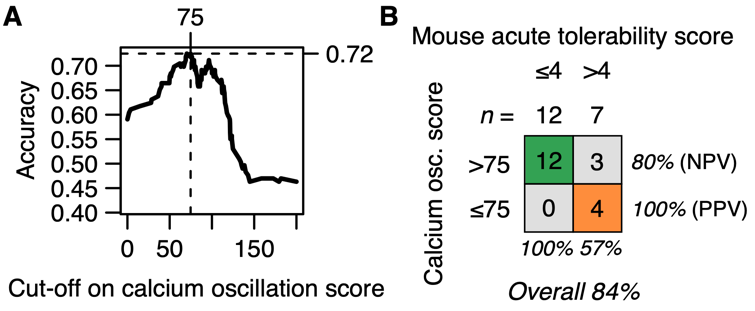 A
75
0.72
0.70
0.65
0.60
0.55
0.50
0.45
0.40
Accuracy
0 50 150
Cut-off on calcium oscillation score
B
Mouse acute tolerability score
≤4 >4
n = 12 7
Calcium osc. score
>75 12 3 80% (NPV)
≤75 0 4 100% (PPV)
100% 57%
Overall 84%